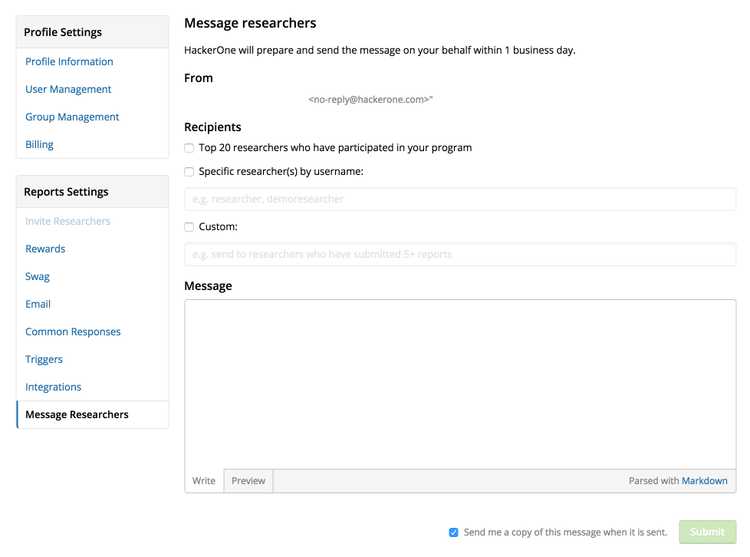 Profile Settings
Profile Information
User Management
Group Management
Billing
Reports Settings
Invite Researchers
Rewards
Swag
Email
Common Responses
Triggers
Integrations
Message Researchers
Message researchers
HackerOne will prepare and send the message on your behalf within 1 business day.
From
<no-reply@hackerone.com>"
Recipients
Top 20 researchers who have participated in your program
Specific researcher(s) by username:
e.g. researcher, demoresearcher
Custom:
e.g. send to researchers who have submitted 5+ reports
Message
Write Preview Parsed with Markdown
Send me a copy of this message when it is sent. Submit